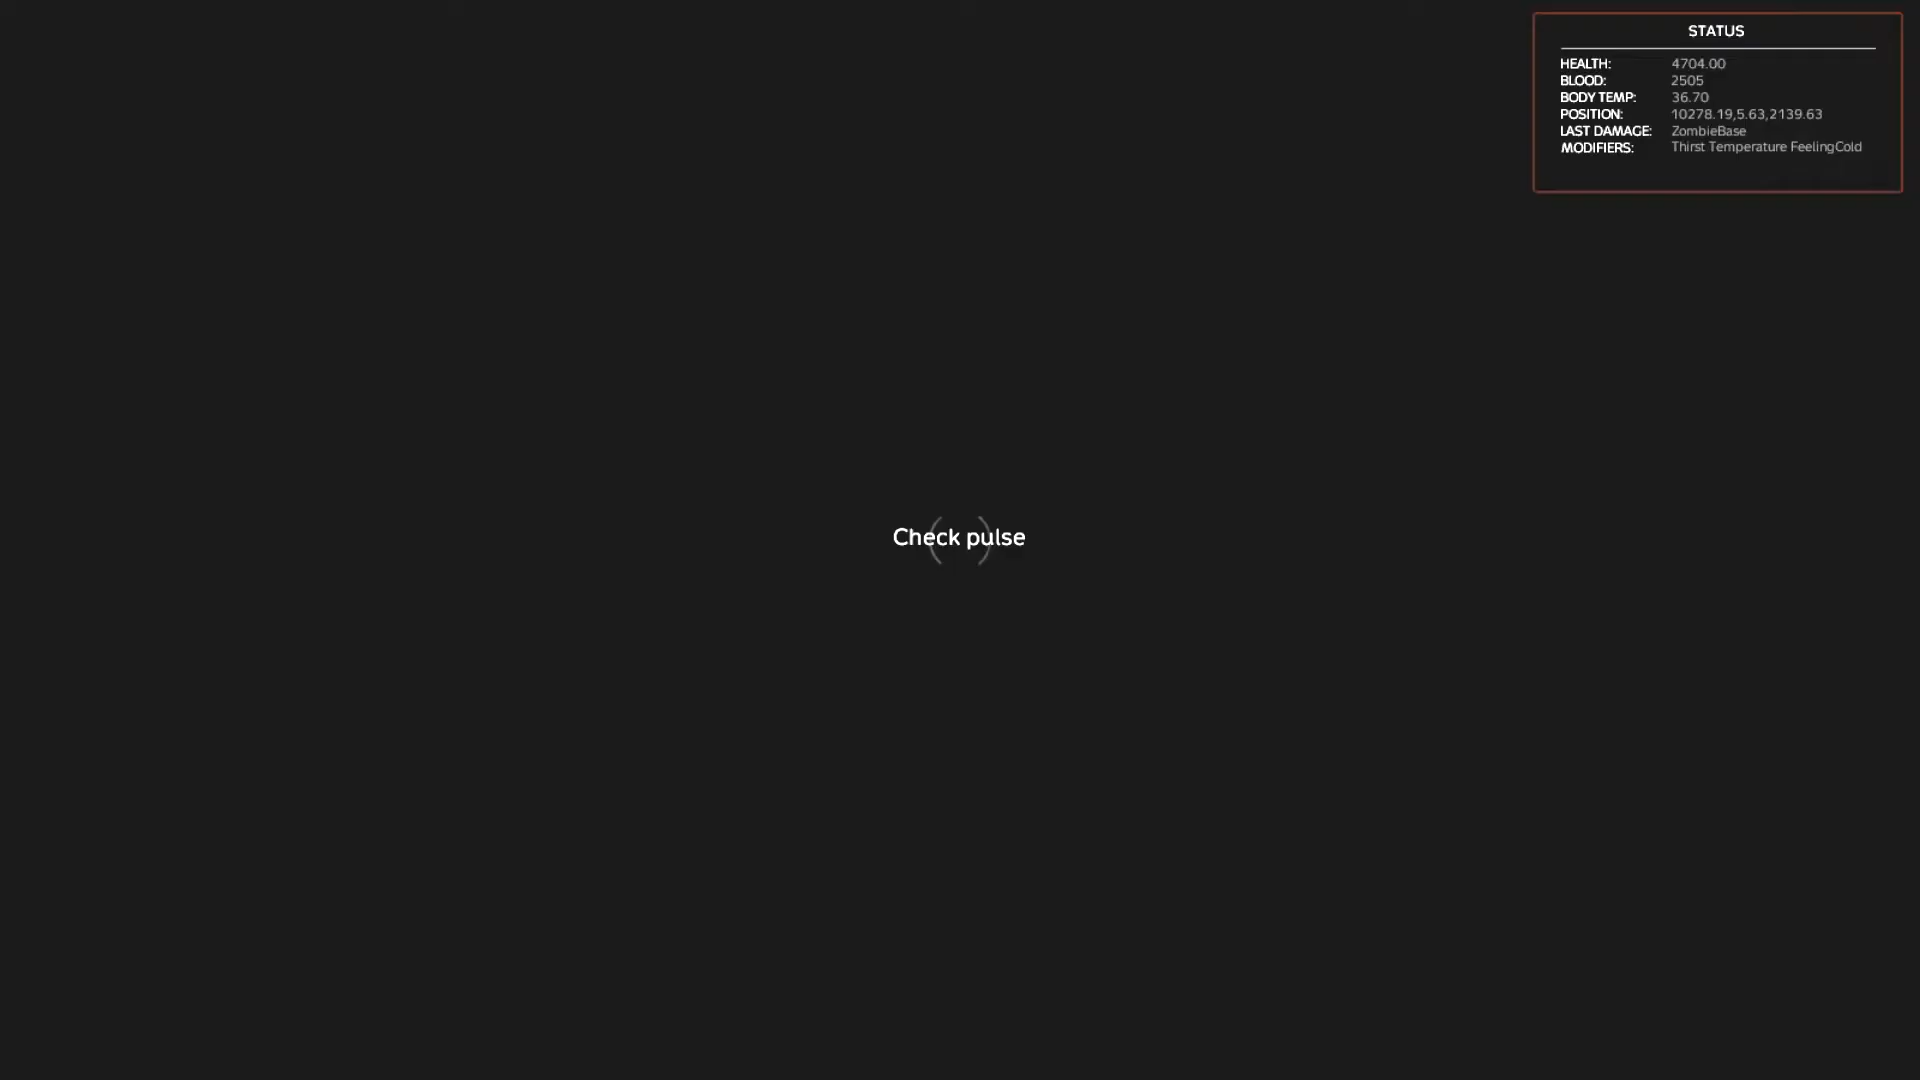 STATUS
HEALTH: 4704.00
BLOOD: 2505
BODY TEMP: 36.70
POSITION: 10278.19,5.63,2139.63
LAST DAMAGE: ZombieBase
MODIFIERS: Thirst Temperature FeelingCold
Check pulse